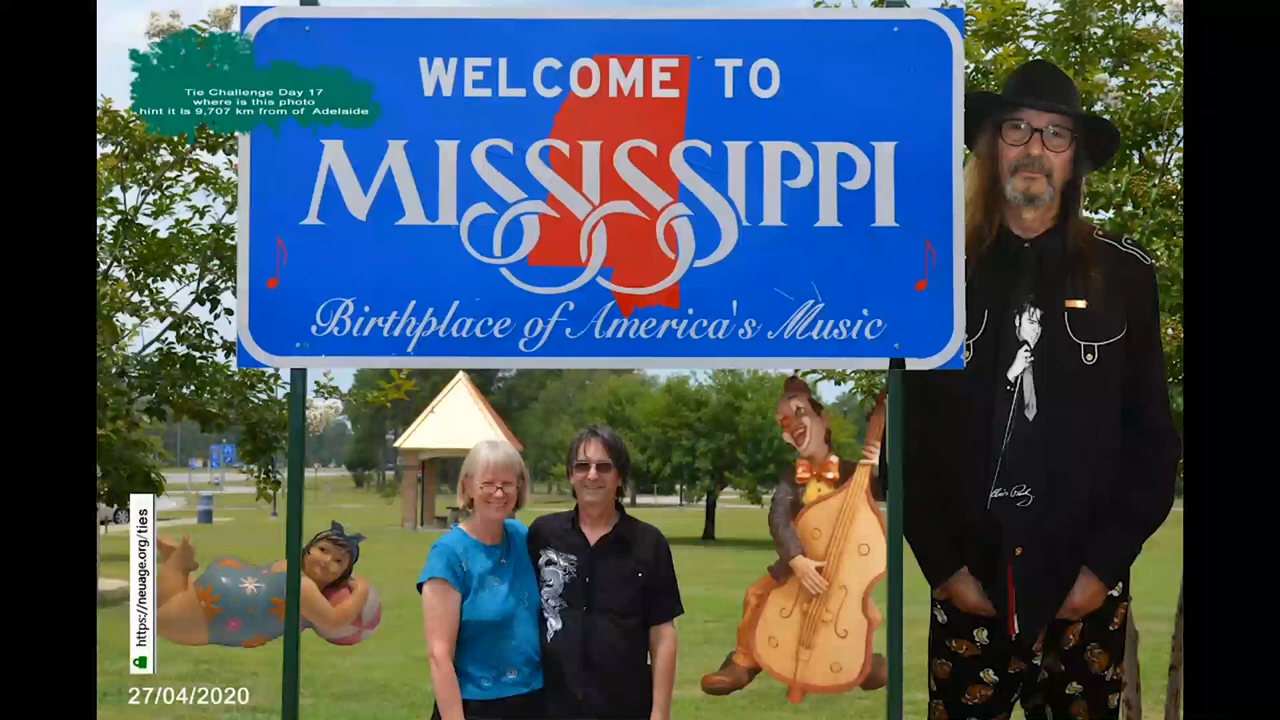 Tie Challenge Day 17
where is this photo
hint it is 9,707 km from of Adelaide
WELCOME TO
MISSISSIPPI
Birthplace of America's Music
https://neuage.org/ties
27/04/2020